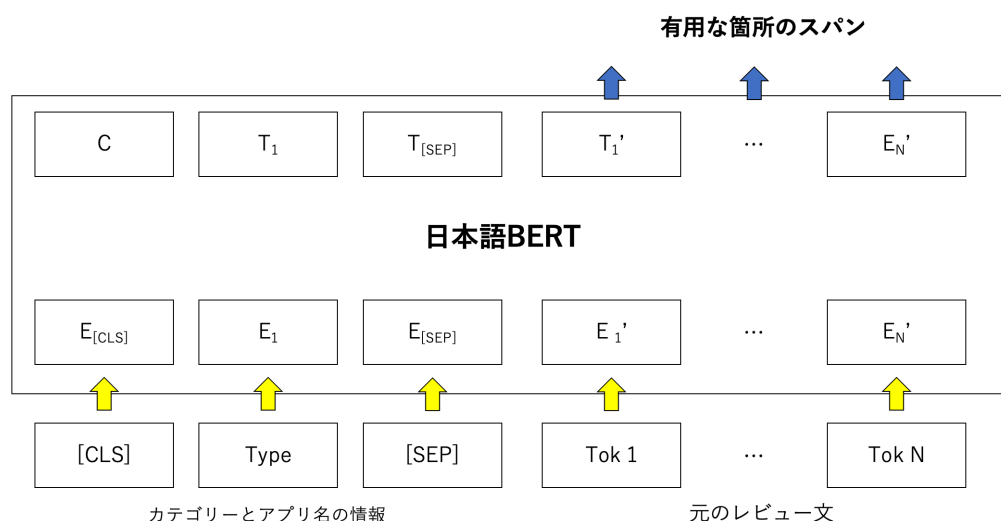 有用な箇所のスパン
C T[SEP] T1 T1' … EN'
日本語BERT
E[CLS] E1 E[SEP] E1' … EN'
[CLS] Type [SEP] Tok 1 … Tok N
カテゴリーとアプリ名の情報 元のレビュー文